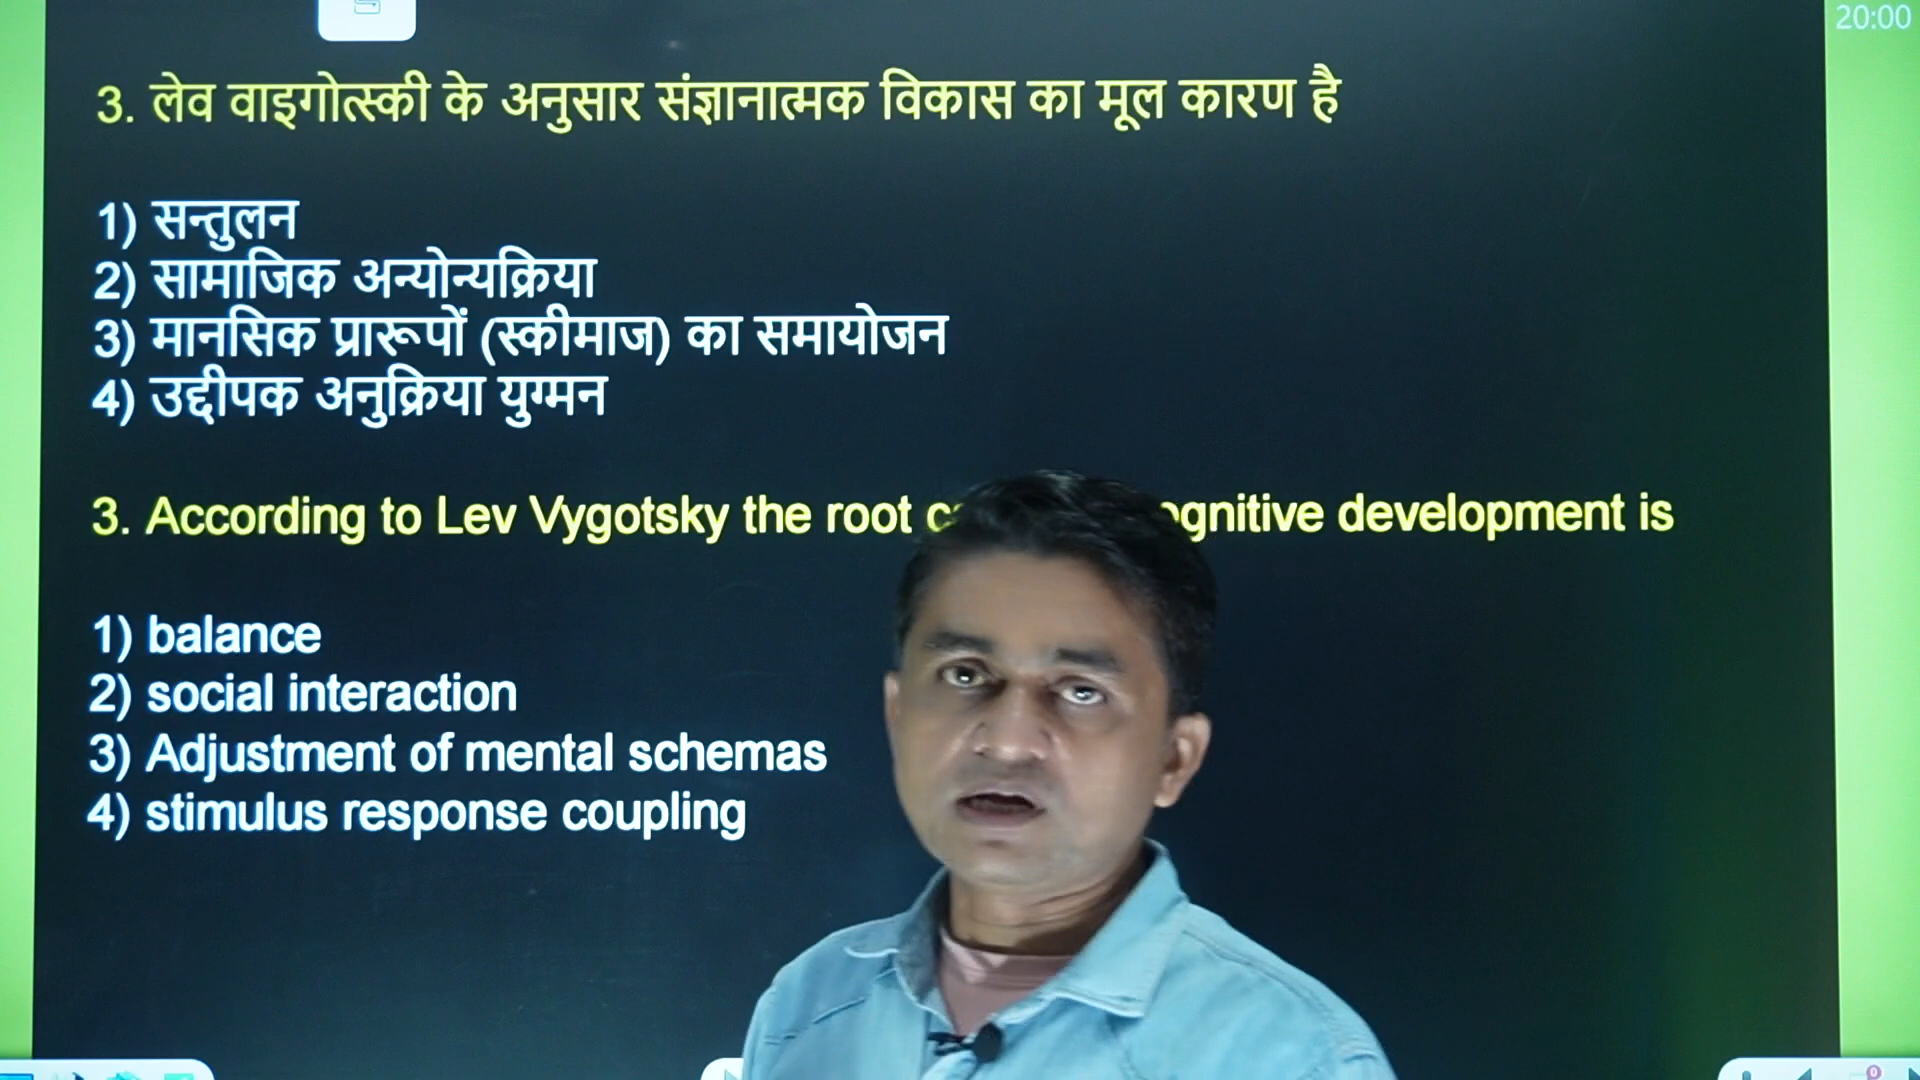 20:00
3. लेव वाइगोत्स्की के अनुसार संज्ञानात्मक विकास का मूल कारण है
1) सन्तुलन
2) सामाजिक अन्योन्यक्रिया
3) मानसिक प्रारूपों (स्कीमाज) का समायोजन
4) उद्दीपक अनुक्रिया युग्मन
3. According to Lev Vygotsky the root development is
1) balance
2) social interaction
3) Adjustment of mental schemas
4) stimulus response coupling
0